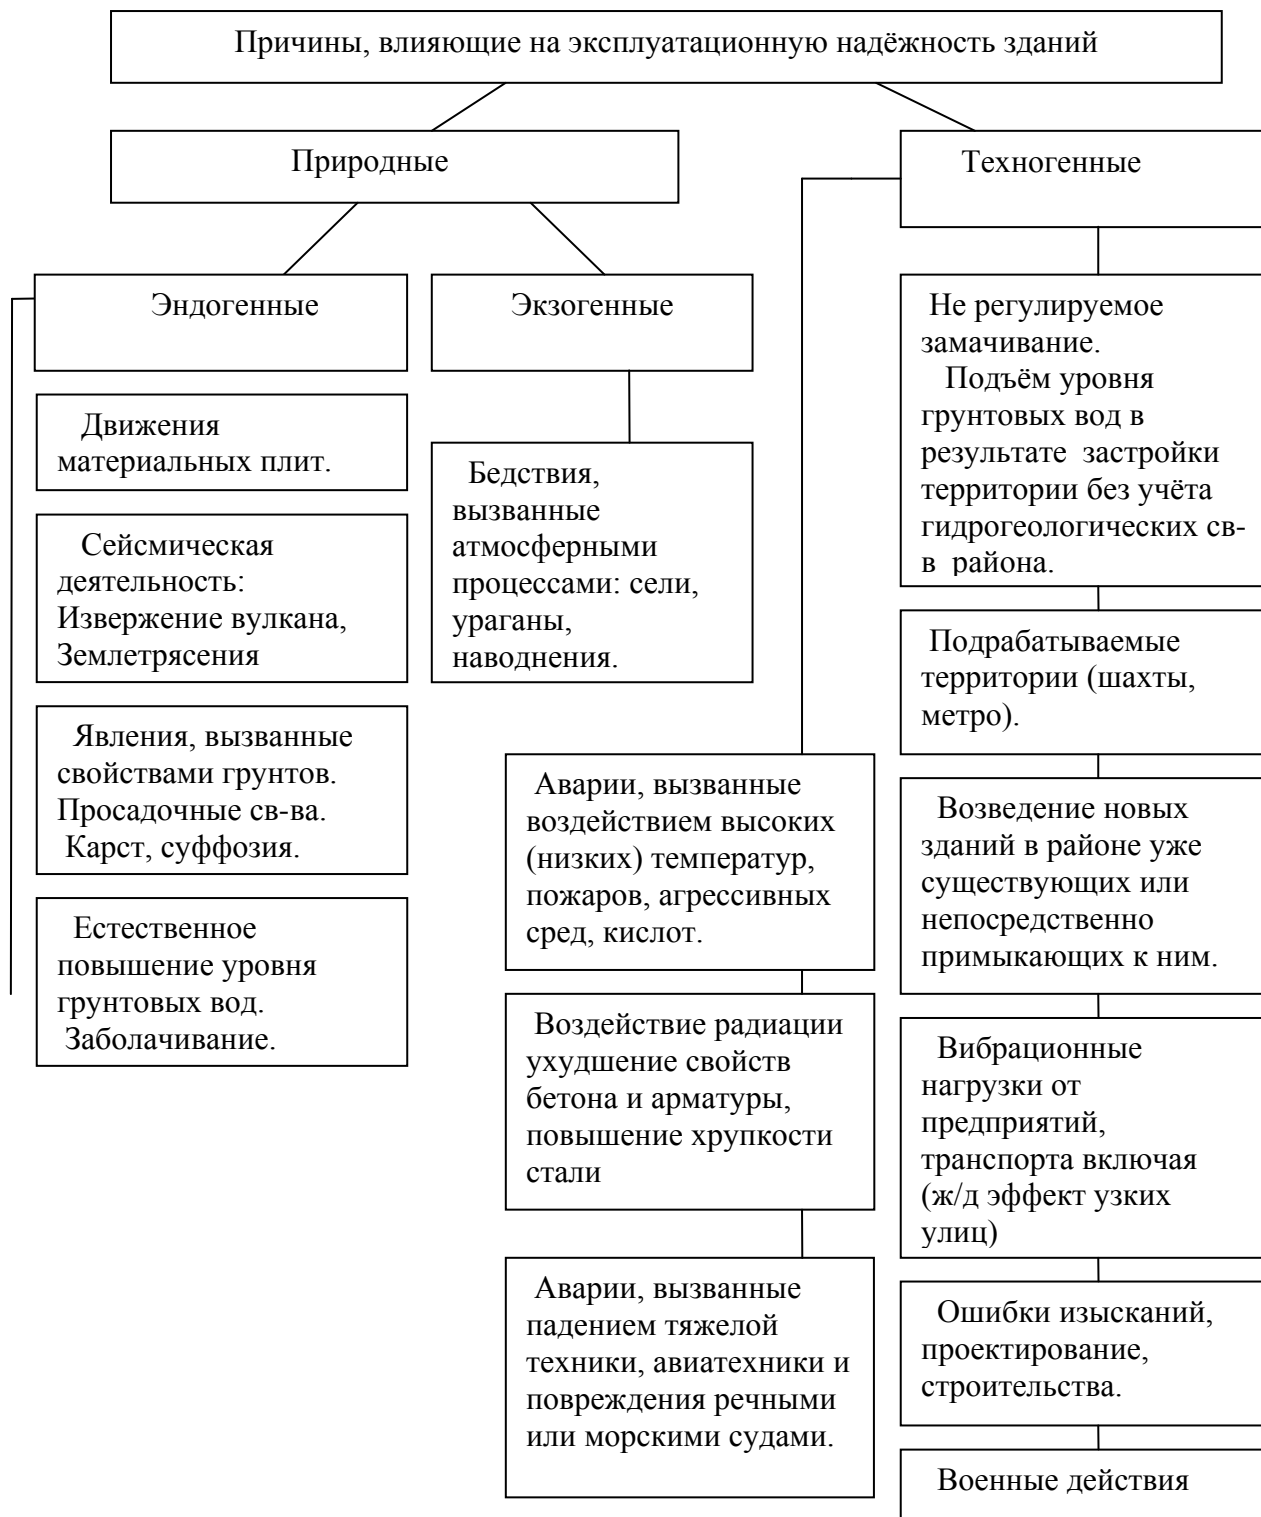 Причины, влияющие на эксплуатационную надёжность зданий
Природные
Техногенные
Эндогенные
Экзогенные
Движения
материальных плит.
Сейсмическая
деятельность:
Извержение вулкана,
Землетрясения
Явления, вызванные
свойствами грунтов.
Просадочные св-ва.
Карст, суффозия.
Естественное
повышение уровня
грунтовых вод.
Заболачивание.
Бедствия,
вызванные
атмосферными
процессами: сели,
ураганы,
наводнения.
Аварии, вызванные
воздействием высоких
(низких) температур,
пожаров, агрессивных
сред, кислот.
Воздействие радиации
ухудшение свойств
бетона и арматуры,
повышение хрупкости
стали
Аварии, вызванные
падением тяжелой
техники, авиатехники и
повреждения речными
или морскими судами.
Не регулируемое
замачивание.
Подъём уровня
грунтовых вод в
результате застройки
территории без учёта
гидрогеологических св-
в района.
Подрабатываемые
территории (шахты,
метро).
Возведение новых
зданий в районе уже
существующих или
непосредственно
примыкающих к ним.
Вибрационные
нагрузки от
предприятий,
транспорта включая
(ж/д эффект узких
улиц)
Ошибки изысканий,
проектирование,
строительства.
Военные действия